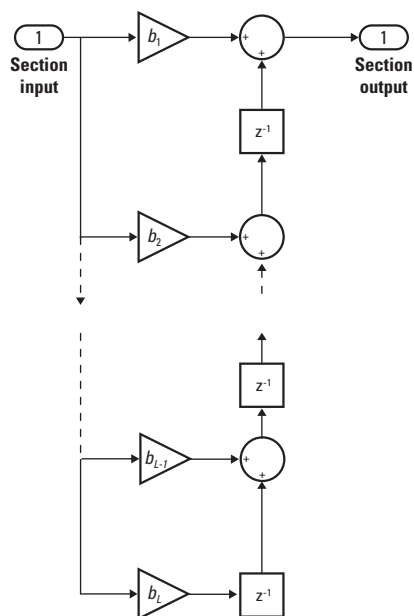 1
b1
+
+
1
Section
input
Section
output
z-1
b2
+
+
z-1
bL-1
+
+
bL
z-1